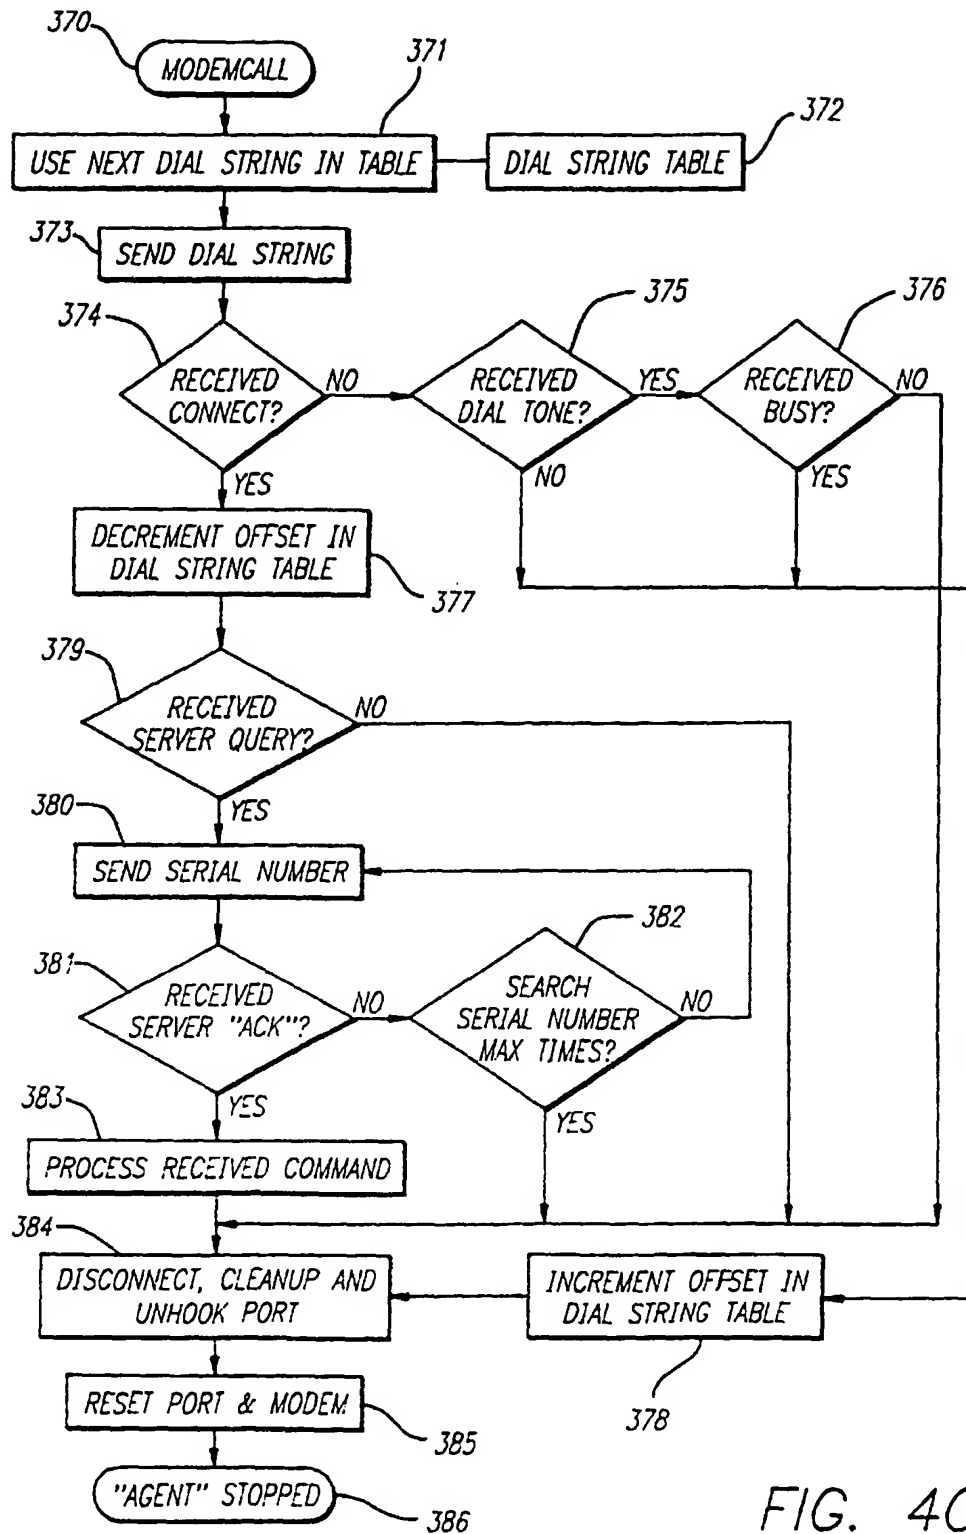 370
MODEMCALL
371
USE NEXT DIAL STRING IN TABLE
DIAL STRING TABLE
372
373
SEND DIAL STRING
374
RECEIVED
CONNECT?
NO
YES
375
RECEIVED
DIAL TONE?
YES
NO
376
RECEIVED
BUSY?
NO
YES
DECREMENT OFFSET IN
DIAL STRING TABLE
377
379
RECEIVED
SERVER QUERY?
NO
YES
380
SEND SERIAL NUMBER
381
RECEIVED
SERVER "ACK"?
NO
YES
382
SEARCH
SERIAL NUMBER
MAX TIMES?
NO
YES
383
PROCESS RECEIVED COMMAND
384
DISCONNECT, CLEANUP AND
UNHOOK PORT
INCREMENT OFFSET IN
DIAL STRING TABLE
378
RESET PORT & MODEM
385
"AGENT" STOPPED
386
FIG. 4C